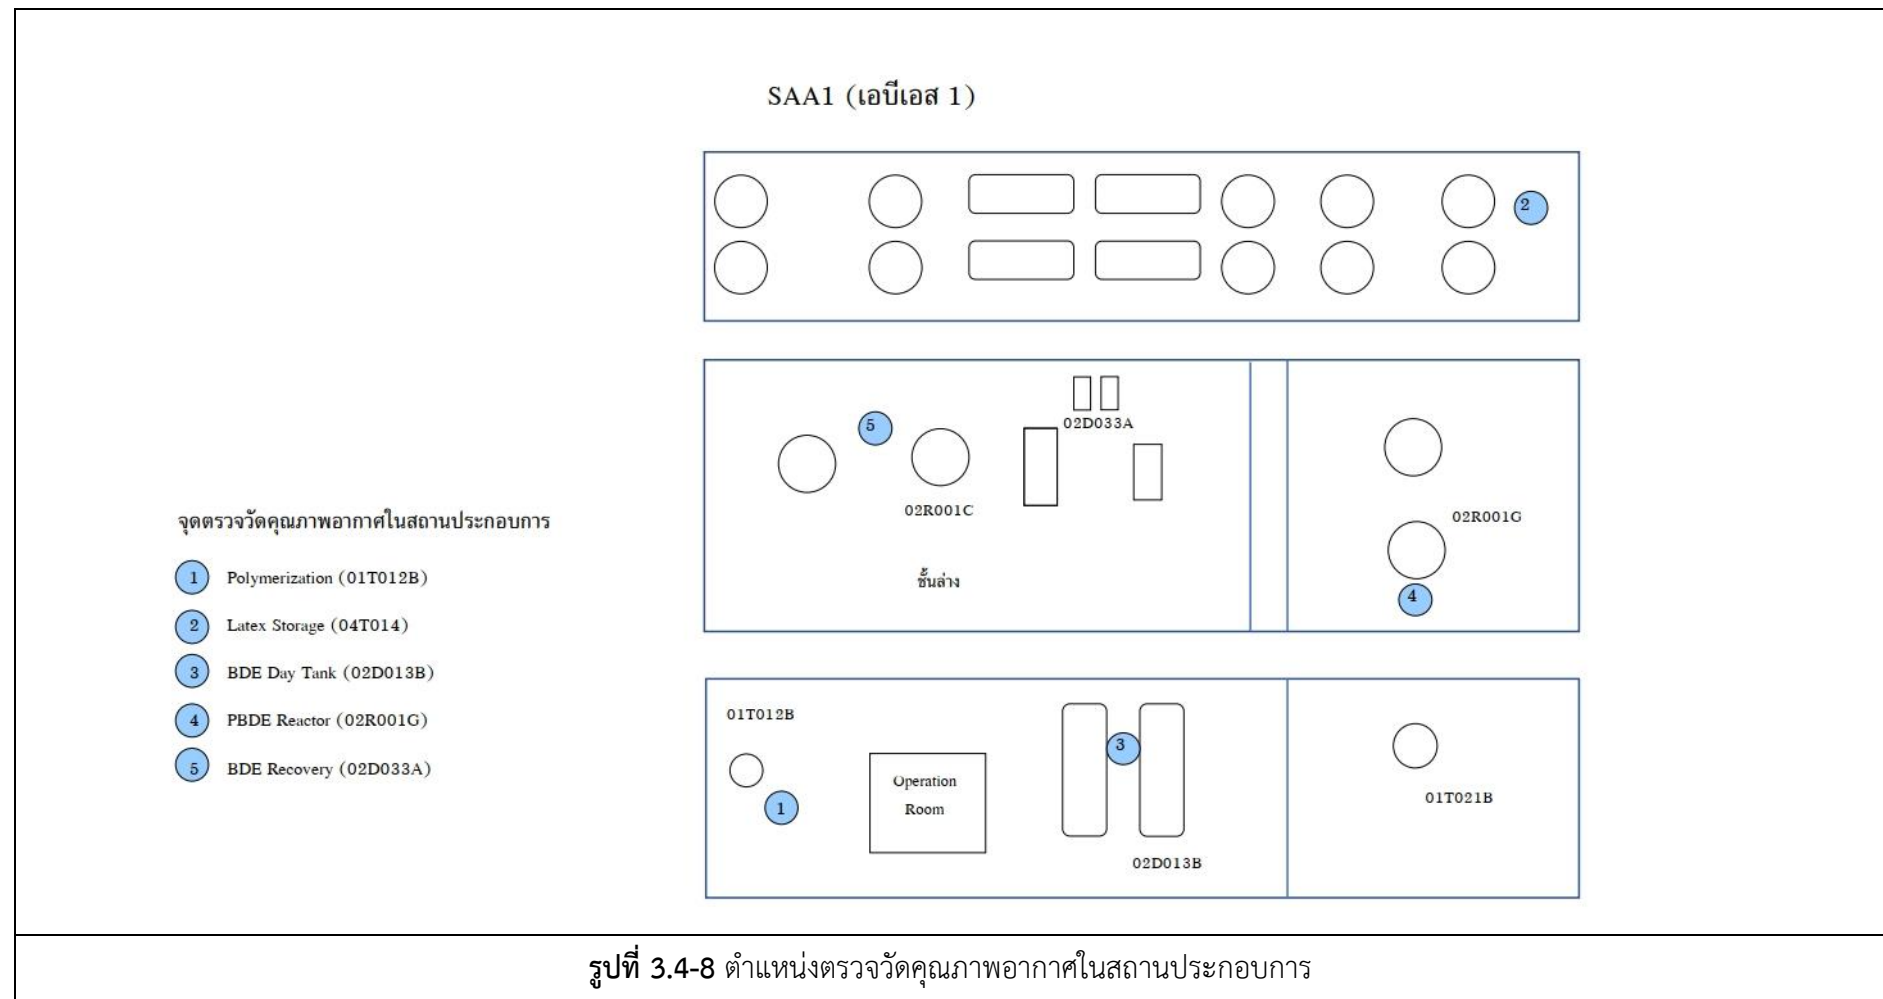 SAA1 (เอบีเอส 1)
2
02D033A
5
02R001C
02R001G
ชั้นล่าง
4
จุดตรวจวัดคุณภาพอากาศในสถานประกอบการ
1 Polymerization (01T012B)
2 Latex Storage (04T014)
3 BDE Day Tank (02D013B)
4 PBDE Reactor (02R001G)
5 BDE Recovery (02D033A)
01T012B
3
1
Operation
Room
01T021B
02D013B
รูปที่ 3.4-8 ตำแหน่งตรวจวัดคุณภาพอากาศในสถานประกอบการ